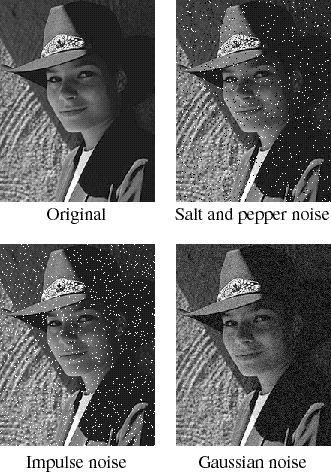 Original
Salt and pepper noise
Impulse noise
Gaussian noise